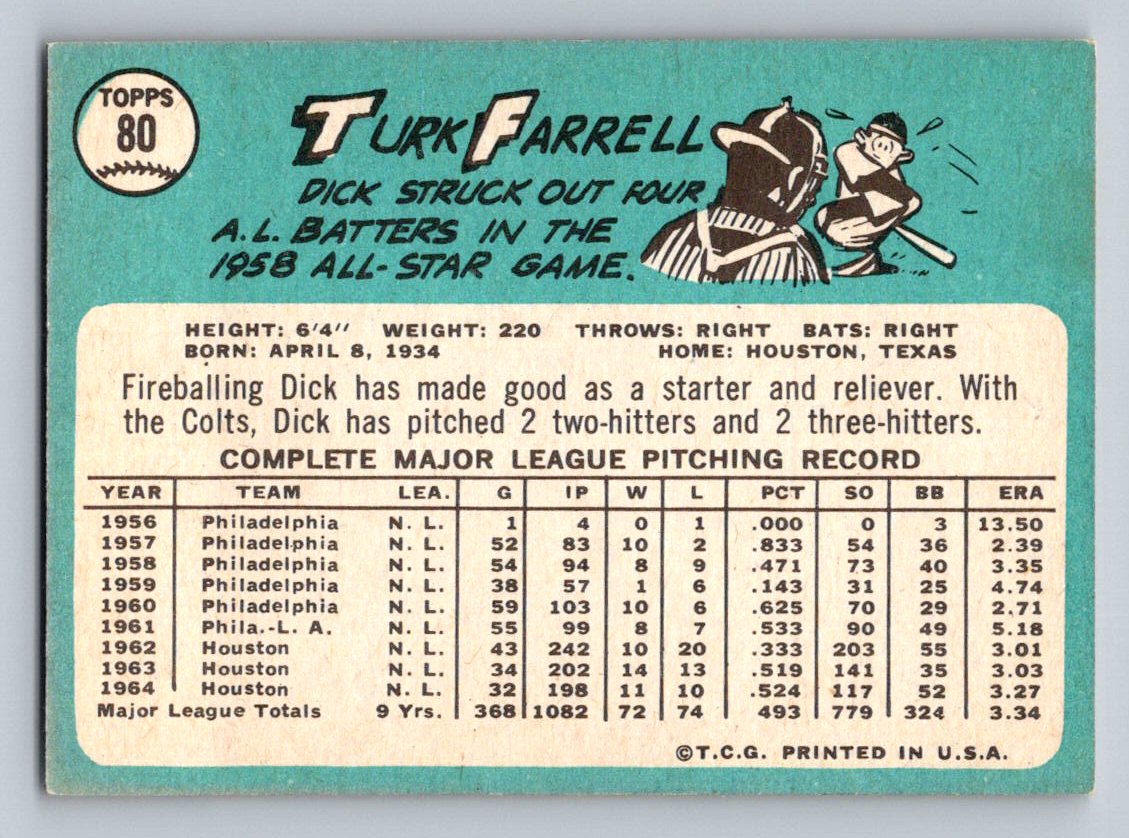 TOPPS
80
TURK FARRELL
DICK STRUCK OUT FOUR
A.L. BATTERS IN THE
1958 ALL-STAR GAME.
HEIGHT: 6'4" WEIGHT: 220 THROWS: RIGHT BATS: RIGHT
BORN: APRIL 8, 1934 HOME: HOUSTON, TEXAS
Fireballing Dick has made good as a starter and reliever. With
the Colts, Dick has pitched 2 two-hitters and 2 three-hitters.
COMPLETE MAJOR LEAGUE PITCHING RECORD
YEAR TEAM LEA. G IP W L PCT SO BB ERA
1956 Philadelphia N. L. 1 4 0 1 .000 0 3 13.50
1957 Philadelphia N. L. 52 83 10 2 .833 54 36 2.39
1958 Philadelphia N. L. 54 94 8 9 .471 73 40 3.35
1959 Philadelphia N. L. 38 57 1 6 .143 31 25 4.74
1960 Philadelphia N. L. 59 103 10 6 .625 70 29 2.71
1961 Phila.-L. A. N. L. 55 99 8 7 .533 90 49 5.18
1962 Houston N. L. 43 242 10 20 .333 203 55 3.01
1963 Houston N. L. 34 202 14 13 .519 141 35 3.03
1964 Houston N. L. 32 198 11 10 .524 117 52 3.27
Major League Totals 9 Yrs. 368 1082 72 74 493 779 324 3.34
©T.C.G. PRINTED IN U.S.A.